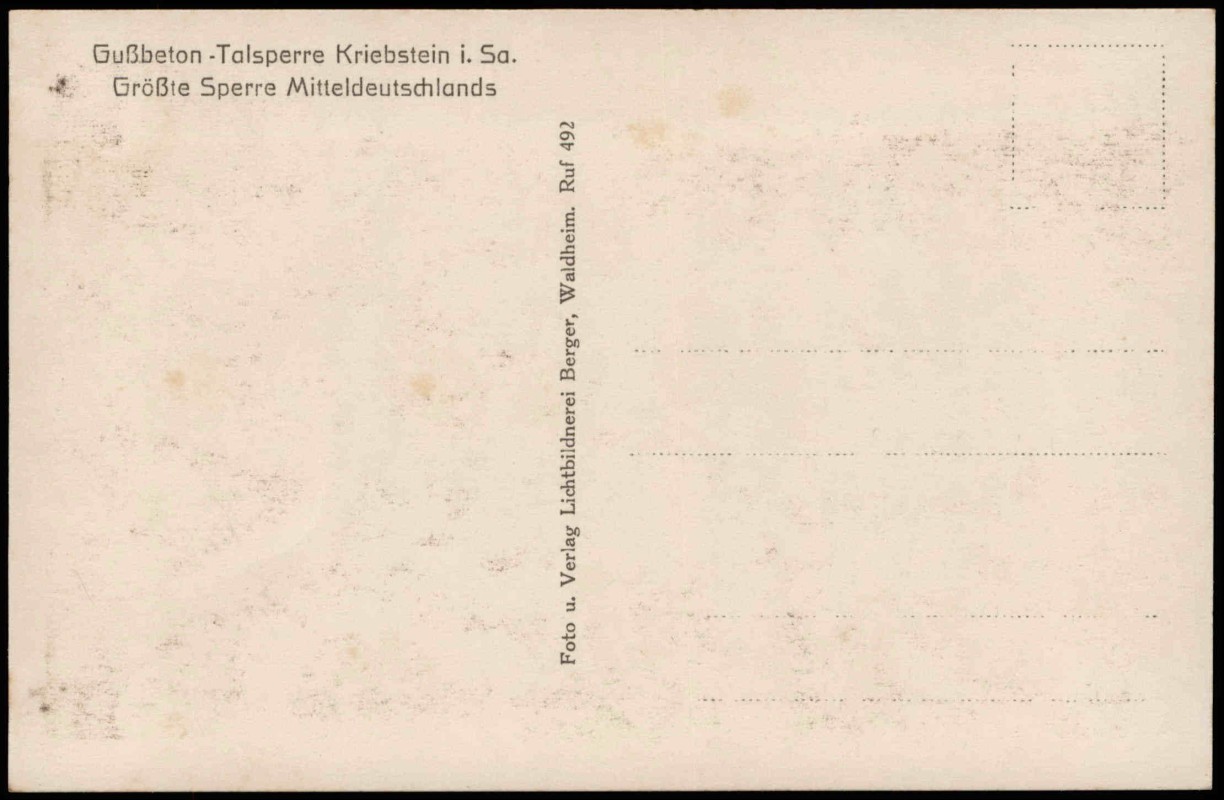 Gußbeton-Talsperre Kriebstein i. Sa.
Größte Sperre Mitteldeutschlands
Foto u. Verlag Lichtbildnerei Berger, Waldheim. Ruf 492